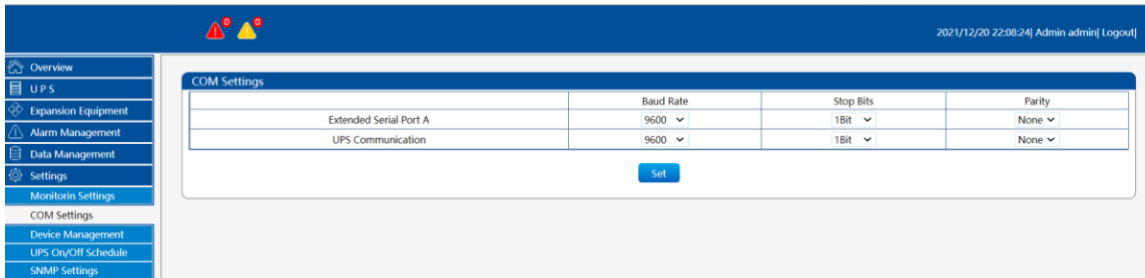 0 0
2021/12/20 22:08:24| Admin admin| Logout|
Overview
UPS
Expansion Equipment
Alarm Management
Data Management
Settings
Monitorin Settings
COM Settings
Device Management
UPS On/Off Schedule
SNMP Settings
COM Settings
Baud Rate Stop Bits Parity
Extended Serial Port A 9600 1Bit None
UPS Communication 9600 1Bit None
Set